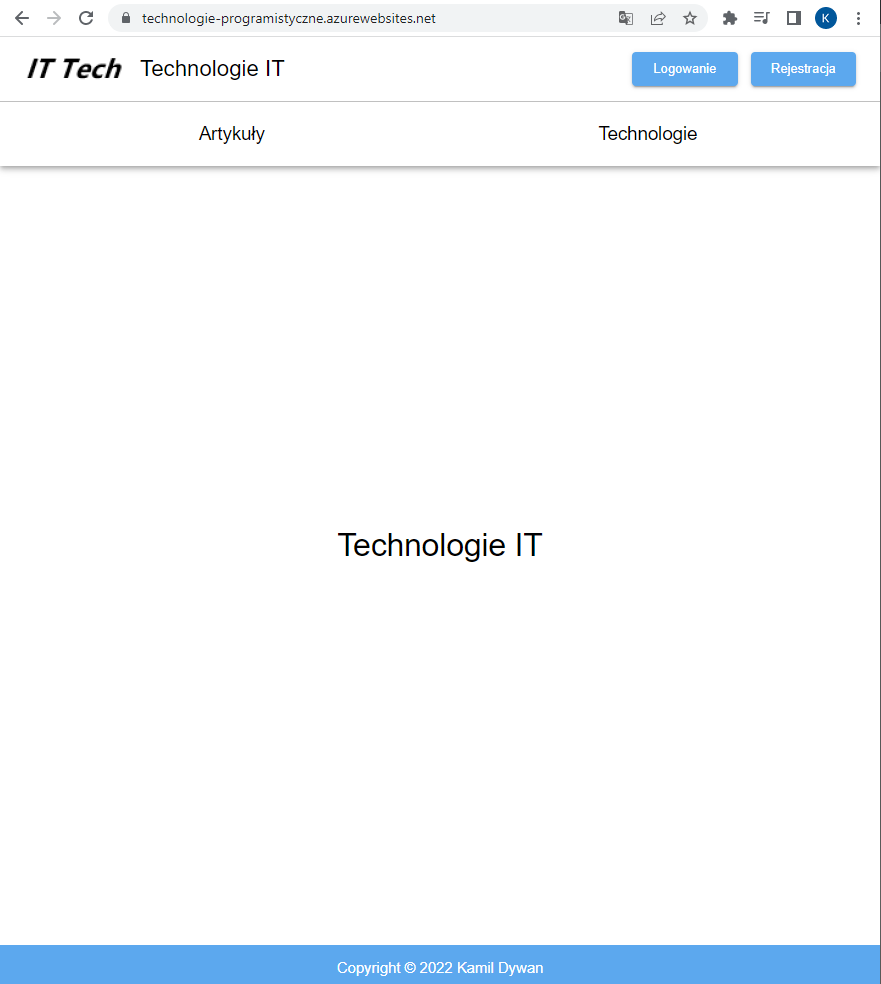 technologie-programistyczne.azurewebsites.net
K
IT Tech Technologie IT Logowanie Rejestracja
Artykuły Technologie
Technologie IT
Copyright © 2022 Kamil Dywan